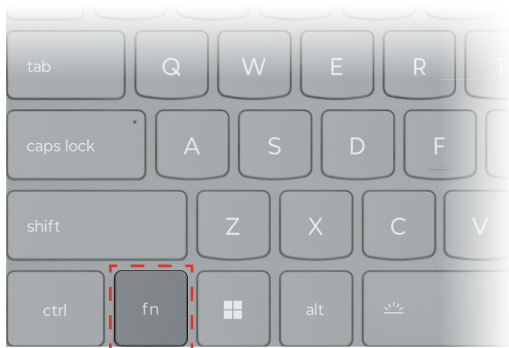 tab Q W E R T
caps lock A S D F
shift Z X C V
ctrl fn alt